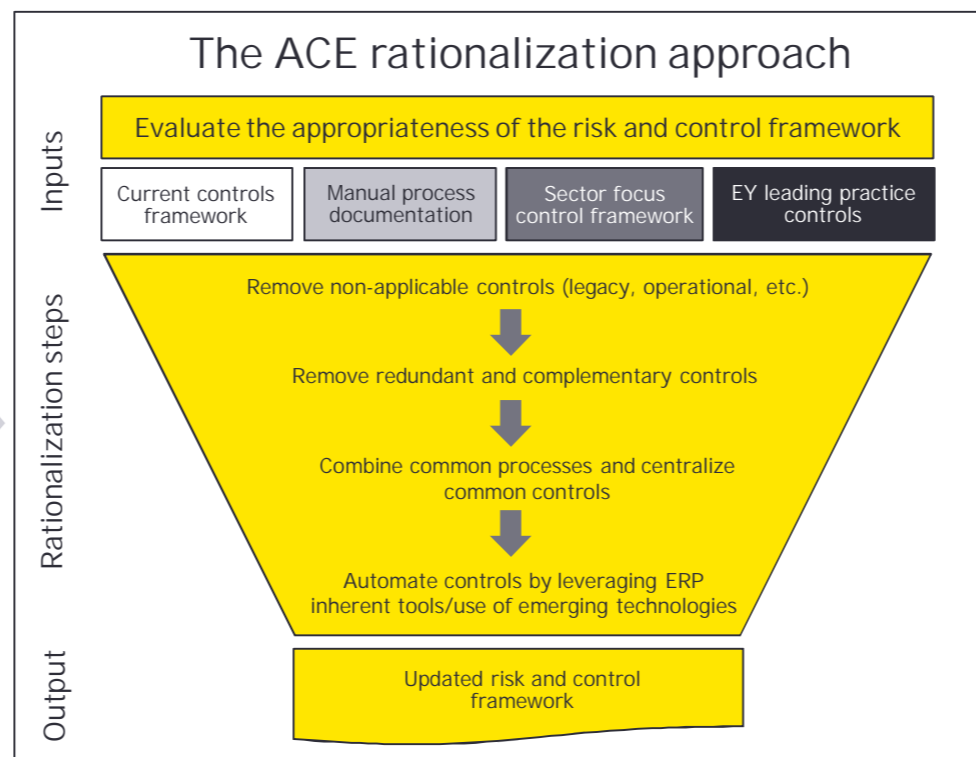 The ACE rationalization approach
Inputs
Evaluate the appropriateness of the risk and control framework
Current controls
framework
Manual process
documentation
Sector focus
control framework
EY leading practice
controls
Rationalization steps
Remove non-applicable controls (legacy, operational, etc.)
Remove redundant and complementary controls
Combine common processes and centralize
common controls
Automate controls by leveraging ERP
inherent tools/use of emerging technologies
Output
Updated risk and control
framework